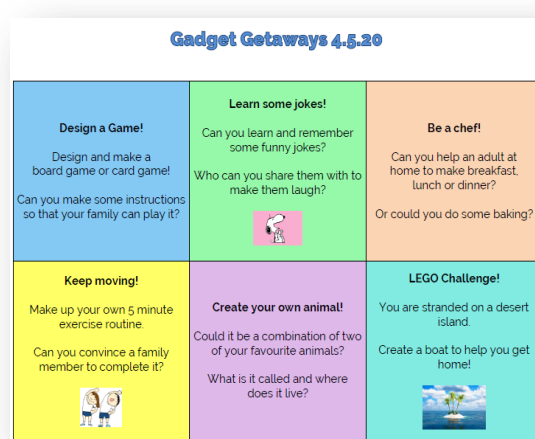 Gadget Getaways 4.5.20
Design a Game!
Design and make a
board game or card game!
Can you make some instructions
so that your family can play it?
Learn some jokes!
Can you learn and remember
some funny jokes?
Who can you share them with to
make them laugh?
Be a chef!
Can you help an adult at
home to make breakfast,
lunch or dinner?
Or could you do some baking?
Keep moving!
Make up your own 5 minute
exercise routine.
Can you convince a family
member to complete it?
Create your own animal!
Could it be a combination of two
of your favourite animals?
What is it called and where
does it live?
LEGO Challenge!
You are stranded on a desert
island.
Create a boat to help you get
home!